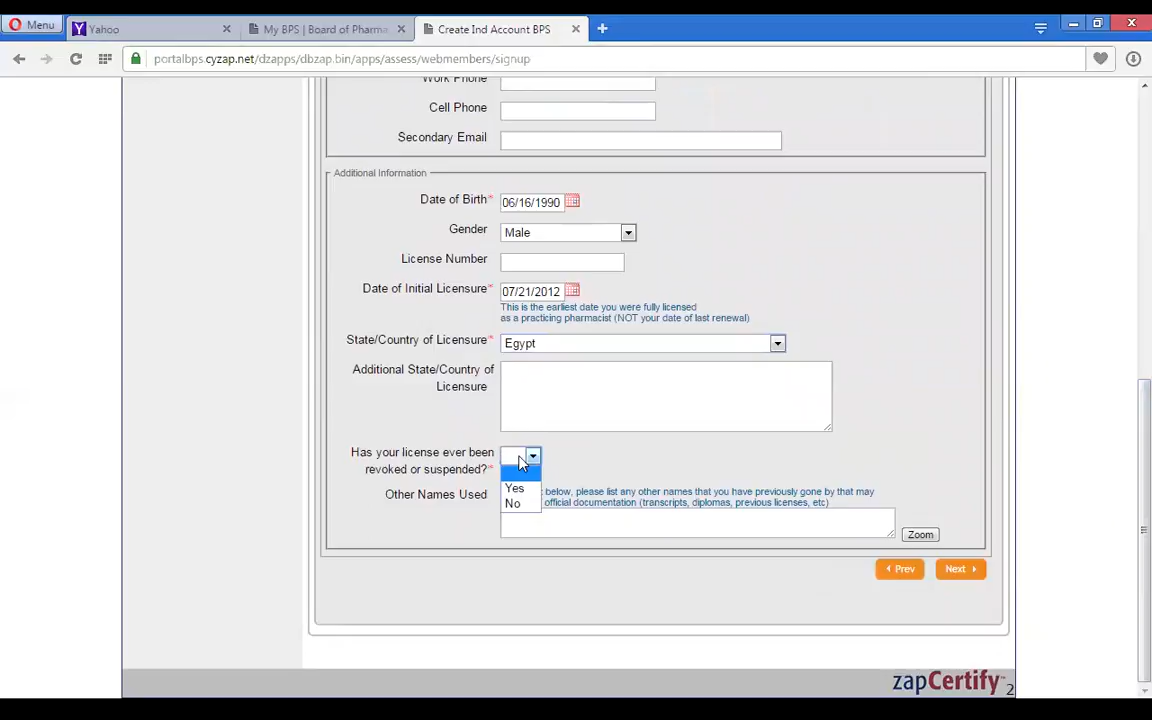 Menu
Yahoo
My BPS | Board of Pharma
Create Ind Account BPS
portalbps.cyzap.net/dzapps/dbzap.bin/apps/assess/webmembers/signup
Work Phone
Cell Phone
Secondary Email
Additional Information
Date of Birth* 06/16/1990
Gender Male
License Number
Date of Initial Licensure* 07/21/2012
This is the earliest date you were fully licensed
as a practicing pharmacist (NOT your date of last renewal)
State/Country of Licensure* Egypt
Additional State/Country of
Licensure
Has your license ever been
revoked or suspended?*
Yes
No
Other Names Used
below, please list any other names that you have previously gone by that may
official documentation (transcripts, diplomas, previous licenses, etc)
Zoom
Prev Next
zapCertify™ 2